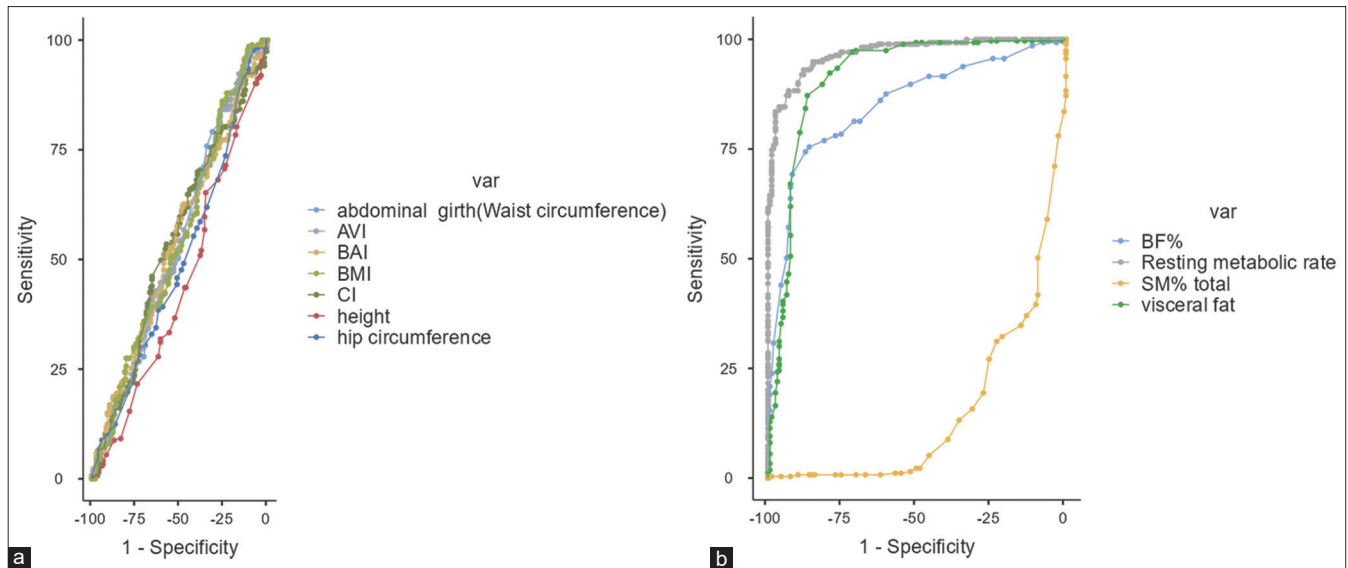 100
75
50
25
0
Sensitivity
-100 -75 -50 -25 0
1 - Specificity
var
abdominal girth(Waist circumference)
AVI
BAI
BMI
CI
height
hip circumference
a
100
75
50
25
0
Sensitivity
-100 -75 -50 -25 0
1 - Specificity
var
BF%
Resting metabolic rate
SM% total
visceral fat
b